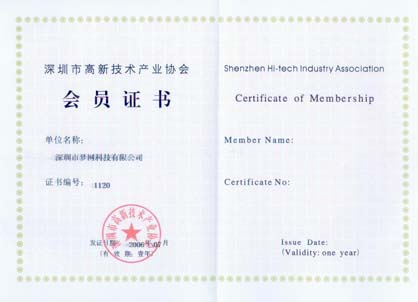 深圳市高新技术产业协会
会员证书
单位名称:
深圳市梦网科技有限公司
证书编号: 1120
深圳市高新技术产业协会
发证日期: 2006年07月
(有效期:壹年)
Shenzhen Hi-tech Industry Association
Certificate of Membership
Member Name:
Certificate No:
Issue Date:
(Validity: one year)